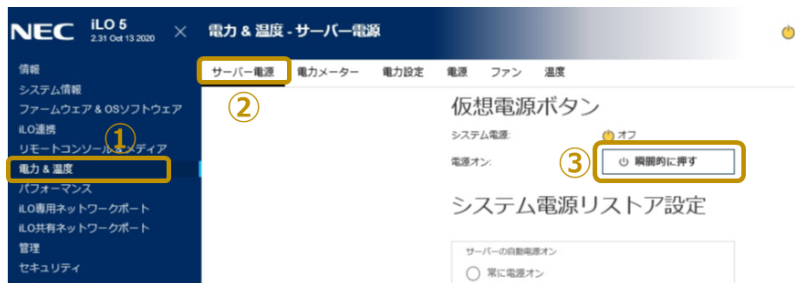 NEC iLO 5
2.31 Oct 13 2020
電力 & 温度 - サーバー電源
情報
システム情報
ファームウェア & OSソフトウェア
iLO連携
リモートコンソール & メディア
電力 & 温度
パフォーマンス
iLO専用ネットワークポート
iLO共有ネットワークポート
管理
セキュリティ
①
サーバー電源 電力メーター 電力設定 電源 ファン 温度
②
仮想電源ボタン
システム電源: オフ
電源オン: ③ 瞬間的に押す
システム電源リストア設定
サーバーの自動電源オン
常に電源オン